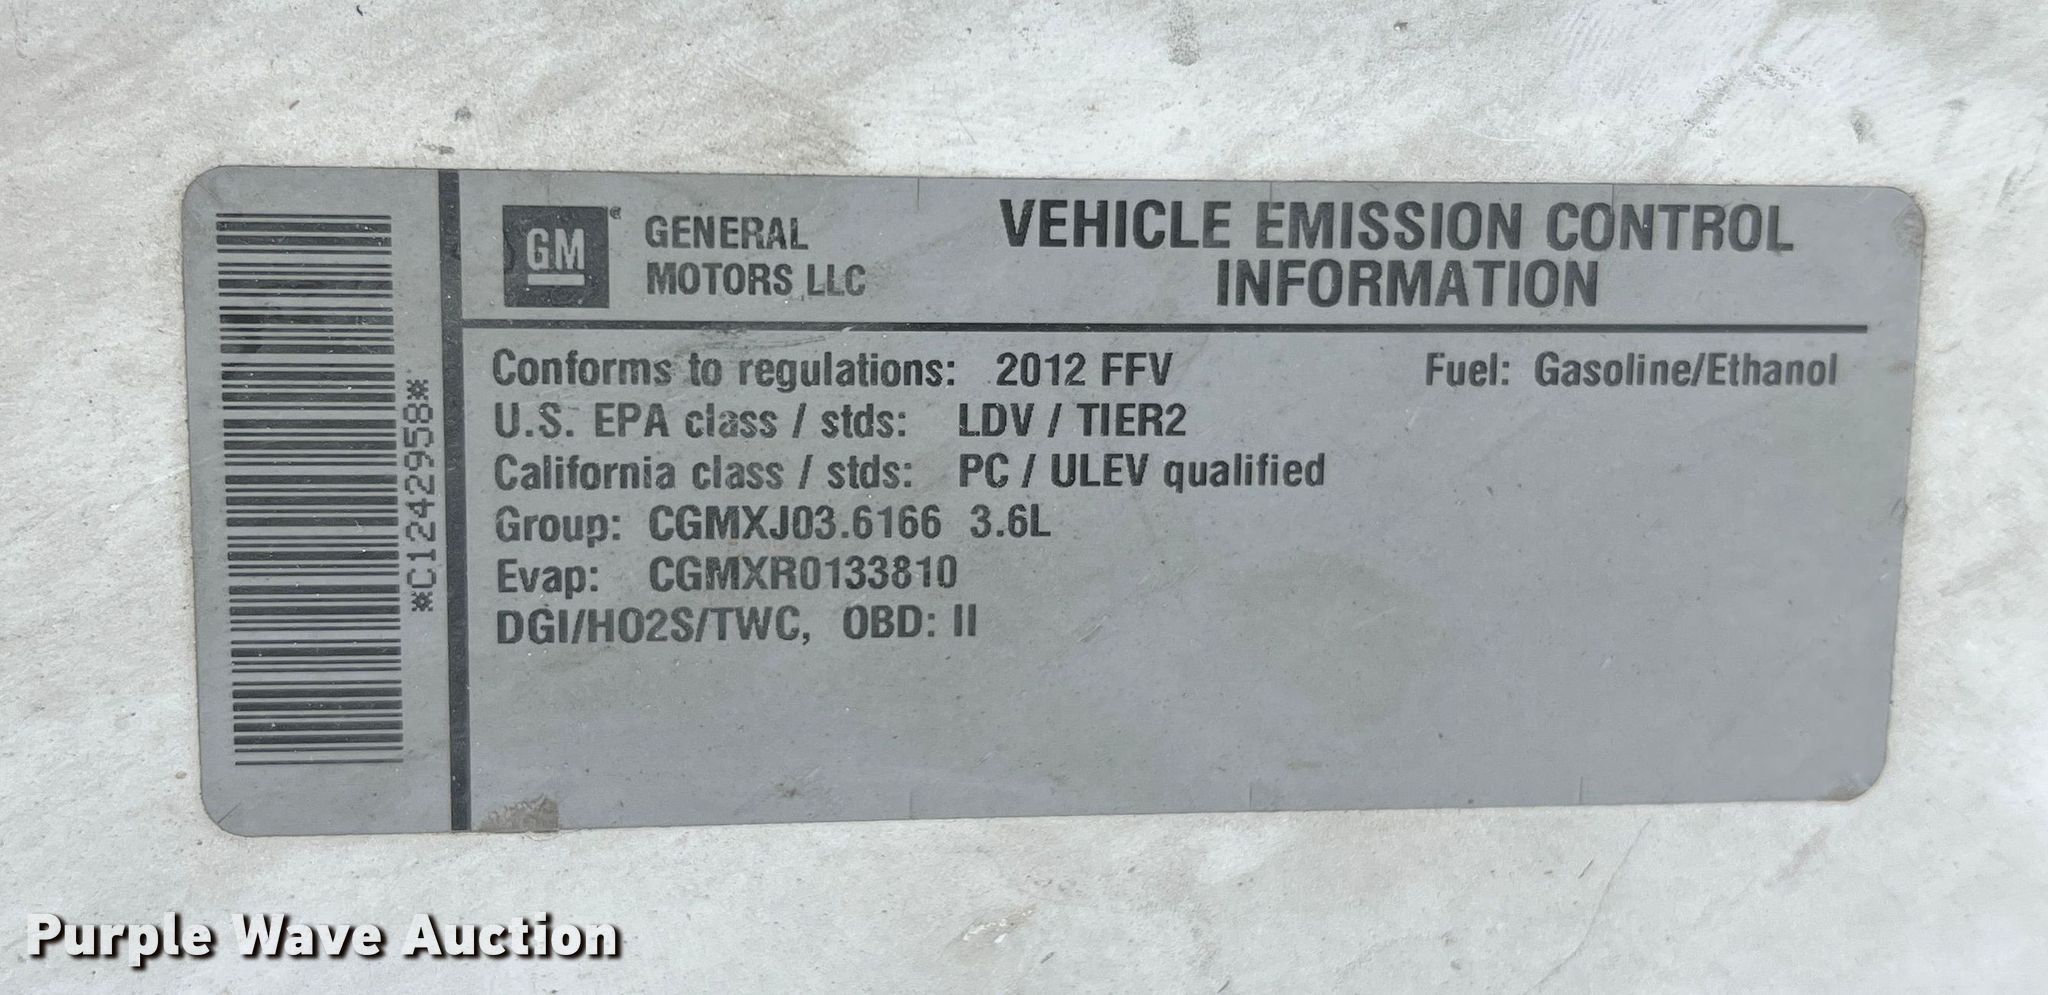 *C1242958*
GM®
GENERAL
MOTORS LLC
VEHICLE EMISSION CONTROL
INFORMATION
Conforms to regulations: 2012 FFV Fuel: Gasoline/Ethanol
U.S. EPA class / stds: LDV / TIER2
California class / stds: PC / ULEV qualified
Group: CGMXJ03.6166 3.6L
Evap: CGMXR0133810
DGI/HO2S/TWC, OBD: II
Purple Wave Auction